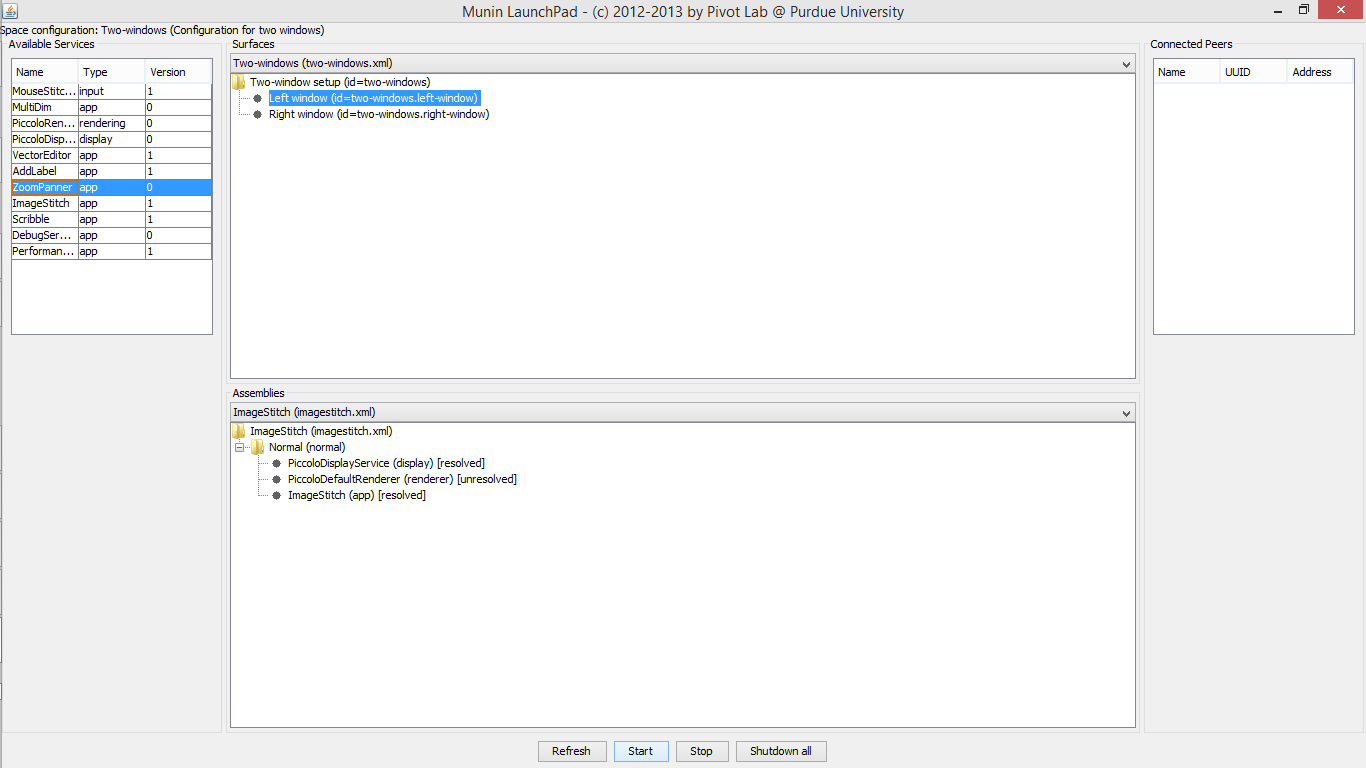 Munin LaunchPad - (c) 2012-2013 by Pivot Lab @ Purdue University
Space configuration: Two-windows (Configuration for two windows)
Available Services
Name Type Version
MouseStitc... input 1
MultiDim app 0
PiccoloRen... rendering 0
PiccoloDisp... display 0
VectorEditor app 1
AddLabel app 1
ZoomPanner app 0
ImageStitch app 1
Scribble app 1
DebugSer... app 0
Performan... app 1
Surfaces
Two-windows (two-windows.xml)
Two-window setup (id=two-windows)
Left window (id=two-windows.left-window)
Right window (id=two-windows.right-window)
Assemblies
ImageStitch (imagestitch.xml)
ImageStitch (imagestitch.xml)
Normal (normal)
PiccoloDisplayService (display) [resolved]
PiccoloDefaultRenderer (renderer) [unresolved]
ImageStitch (app) [resolved]
Connected Peers
Name UUID Address
Refresh Start Stop Shutdown all